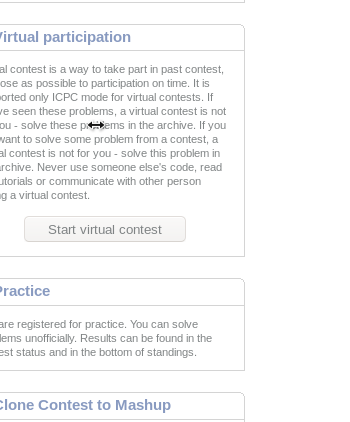 Virtual participation
al contest is a way to take part in past contest,
ose as possible to participation on time. It is
orted only ICPC mode for virtual contests. If
ve seen these problems, a virtual contest is not
ou - solve these in the archive. If you
want to solve some problem from a contest, a
al contest is not for you - solve this problem in
rchive. Never use someone else's code, read
utorials or communicate with other person
ng a virtual contest.
Start virtual contest
Practice
are registered for practice. You can solve
lems unofficially. Results can be found in the
est status and in the bottom of standings.
Clone Contest to Mashup